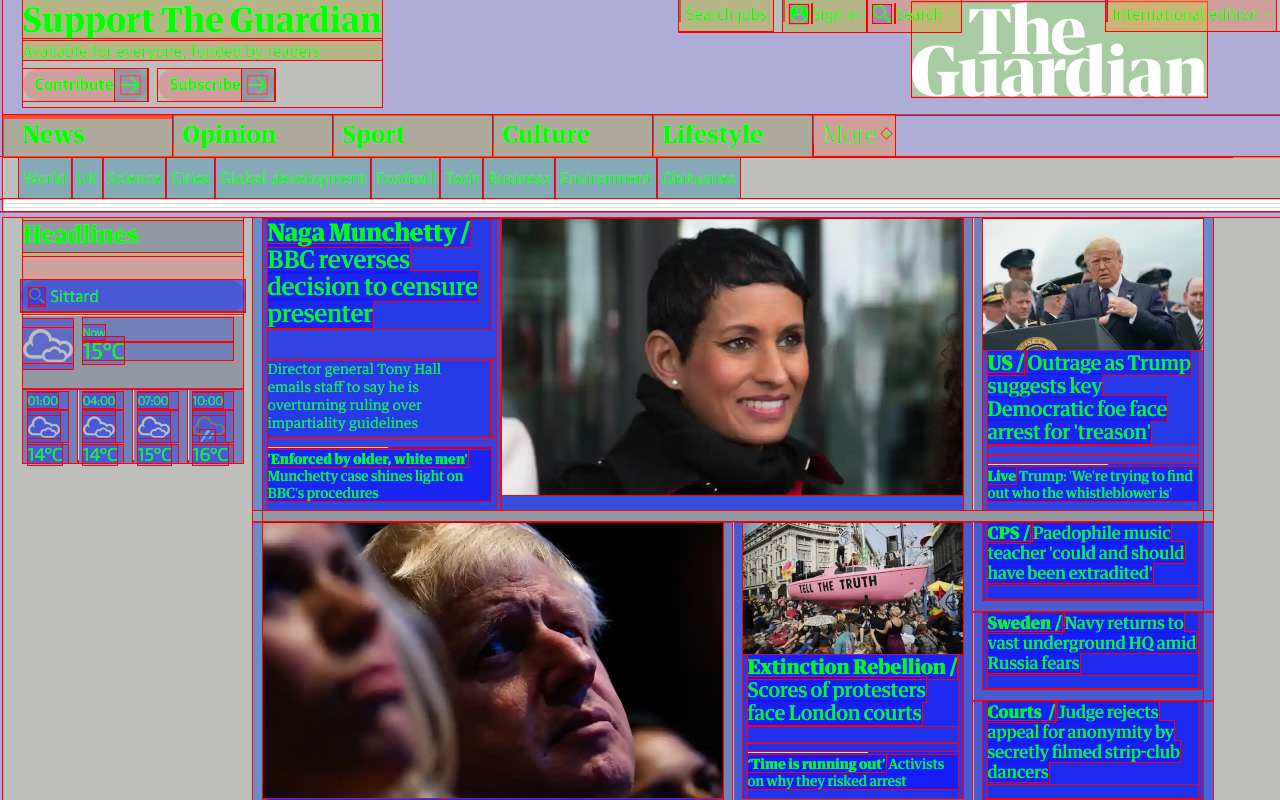 Support The Guardian
Available for everyone, funded by readers
Contribute
Subscribe
Search jobs
Sign in
Search
International edition
The Guardian
News
Opinion
Sport
Culture
Lifestyle
More
World
UK
Science
Cities
Global development
Football
Tech
Business
Environment
Obituaries
Headlines
Sittard
Now
15°C
01:00
04:00
07:00
10:00
14°C
14°C
15°C
16°C
Naga Munchetty /
BBC reverses
decision to censure
presenter
Director general Tony Hall
emails staff to say he is
overturning ruling over
impartiality guidelines
'Enforced by older, white men'
Munchetty case shines light on
BBC's procedures
US / Outrage as Trump
suggests key
Democratic foe face
arrest for 'treason'
Live Trump: 'We're trying to find
out who the whistleblower is'
TELL THE TRUTH
Extinction Rebellion /
Scores of protesters
face London courts
'Time is running out' Activists
on why they risked arrest
CPS / Paedophile music
teacher 'could and should
have been extradited'
Sweden / Navy returns to
vast underground HQ amid
Russia fears
Courts / Judge rejects
appeal for anonymity by
secretly filmed strip-club
dancers